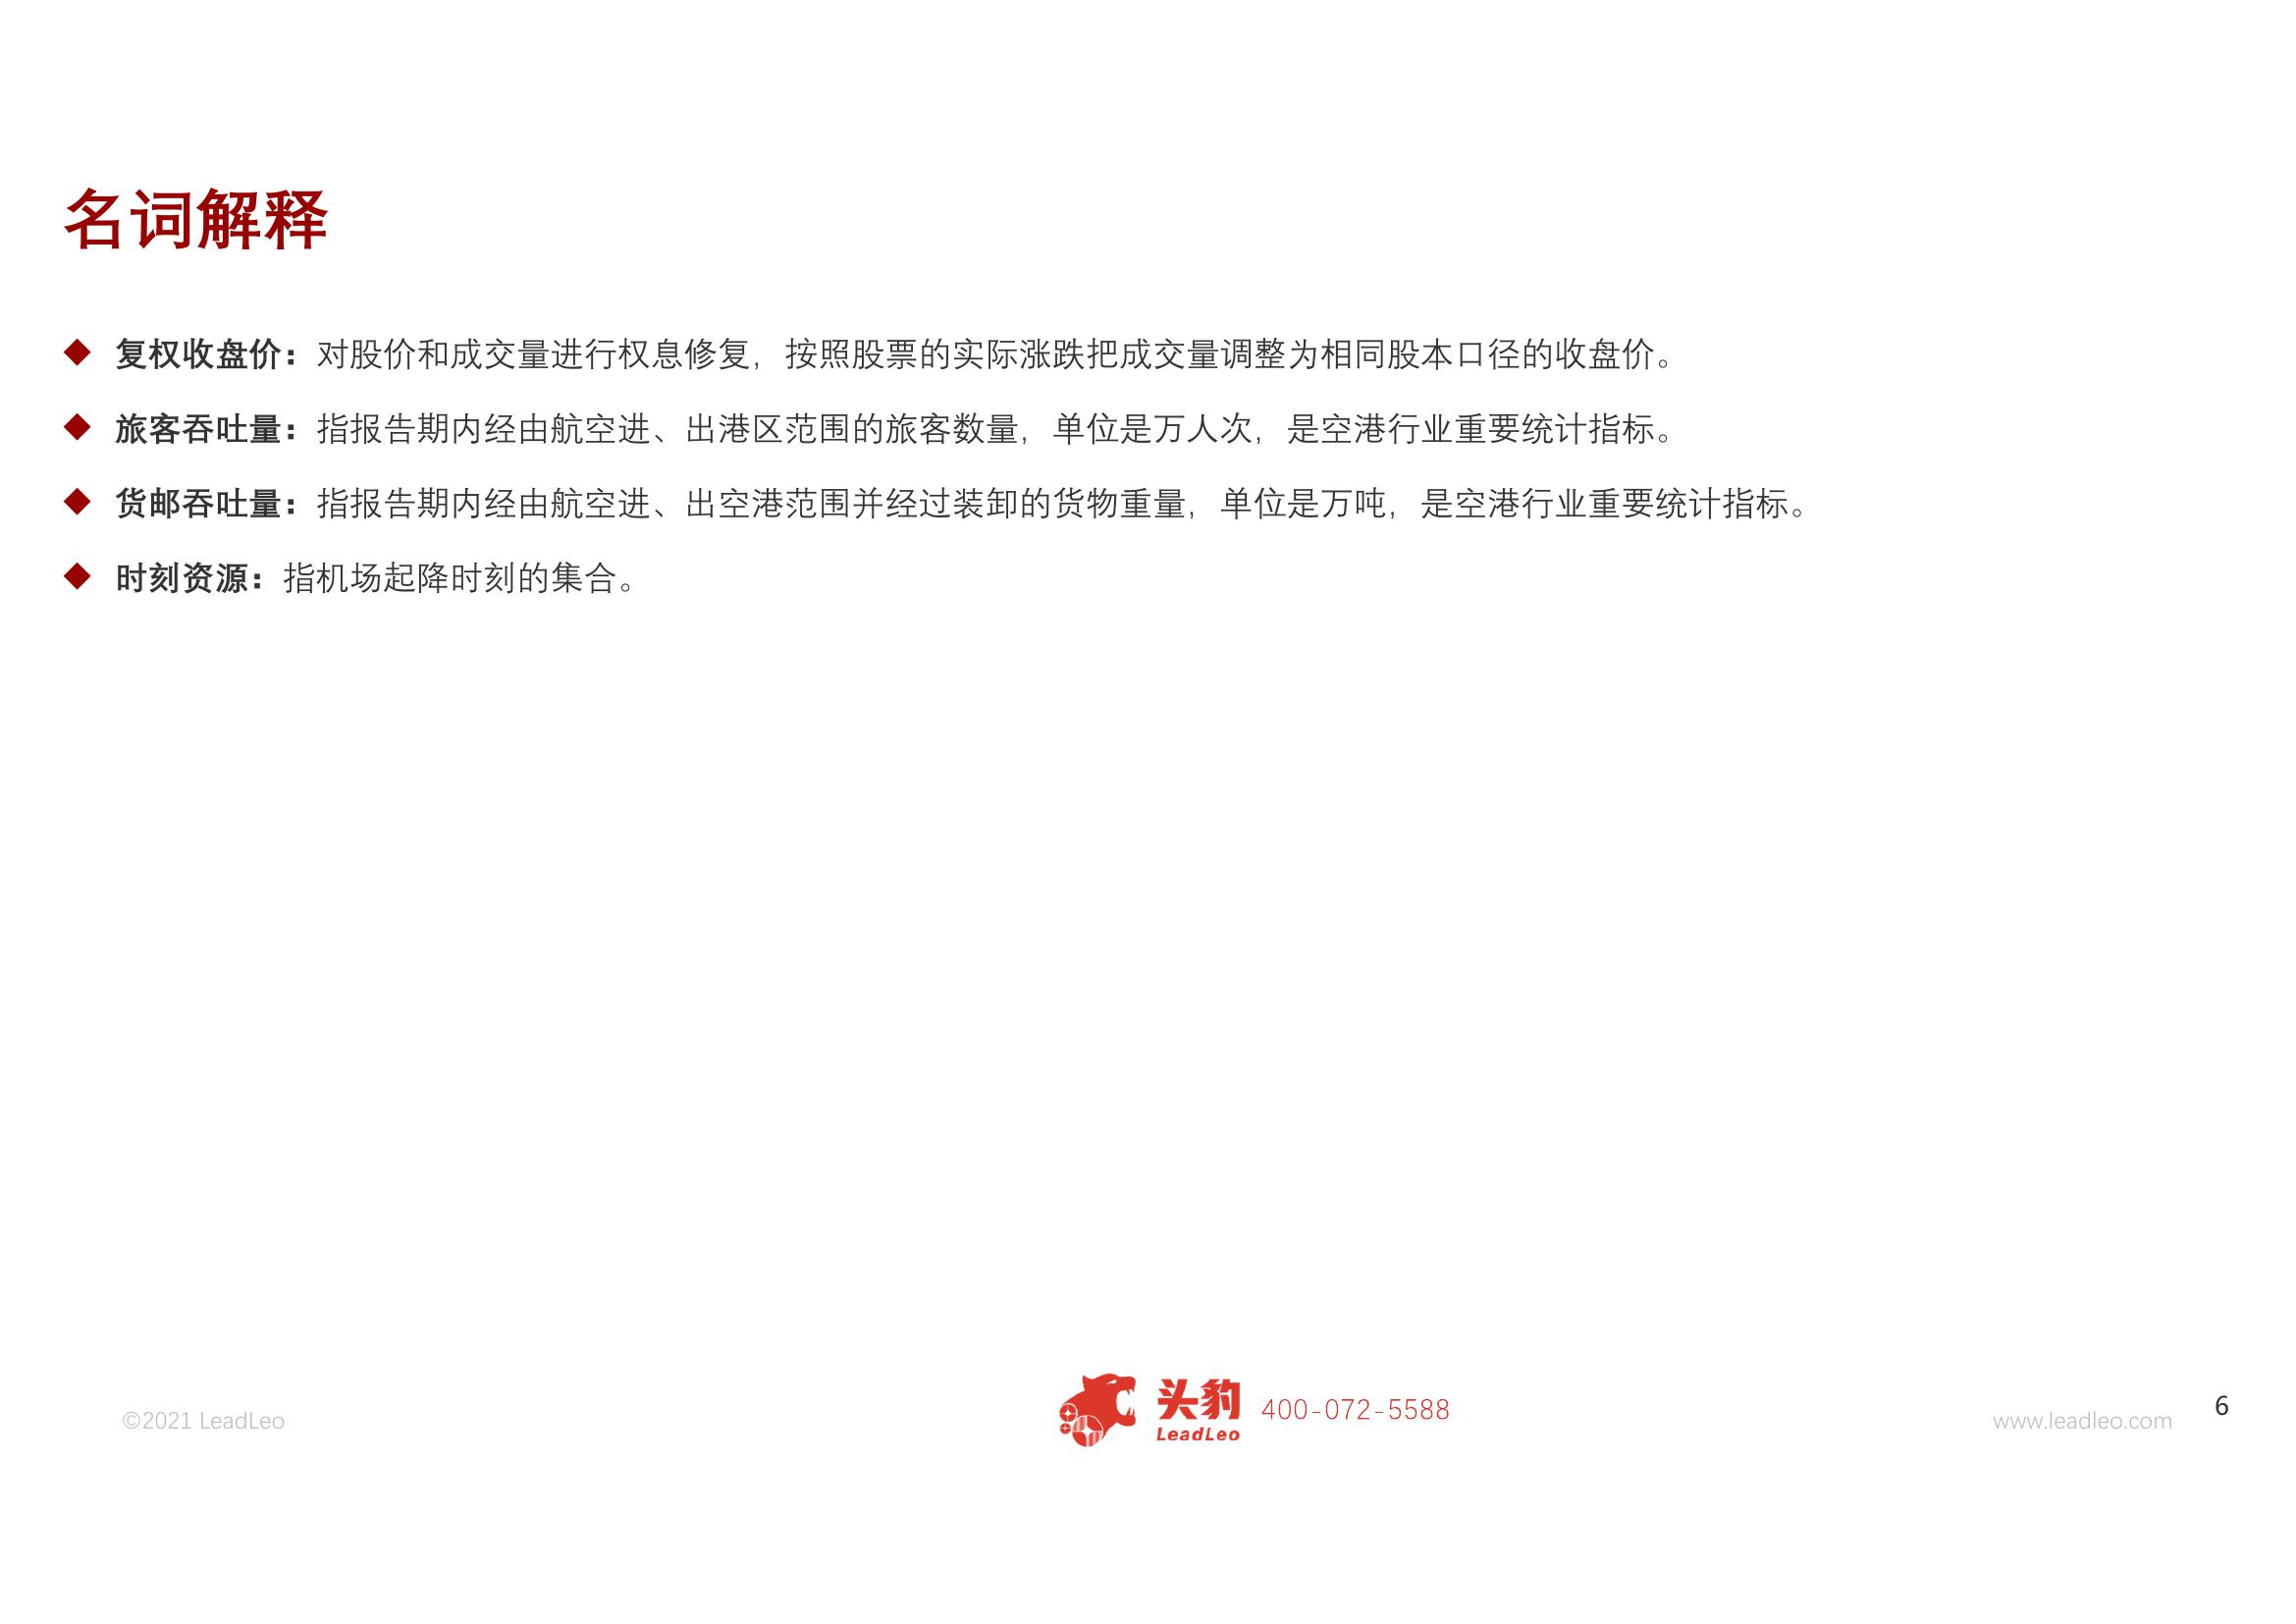 名词解释
◆ 复权收盘价：对股价和成交量进行权息修复，按照股票的实际涨跌把成交量调整为相同股本口径的收盘价。
◆ 旅客吞吐量：指报告期内经由航空进、出港区范围的旅客数量，单位是万人次，是空港行业重要统计指标。
◆ 货邮吞吐量：指报告期内经由航空进、出空港范围并经过装卸的货物重量，单位是万吨，是空港行业重要统计指标。
◆ 时刻资源：指机场起降时刻的集合。
©2021 LeadLeo
头豹
LeadLeo
400-072-5588
www.leadleo.com
6